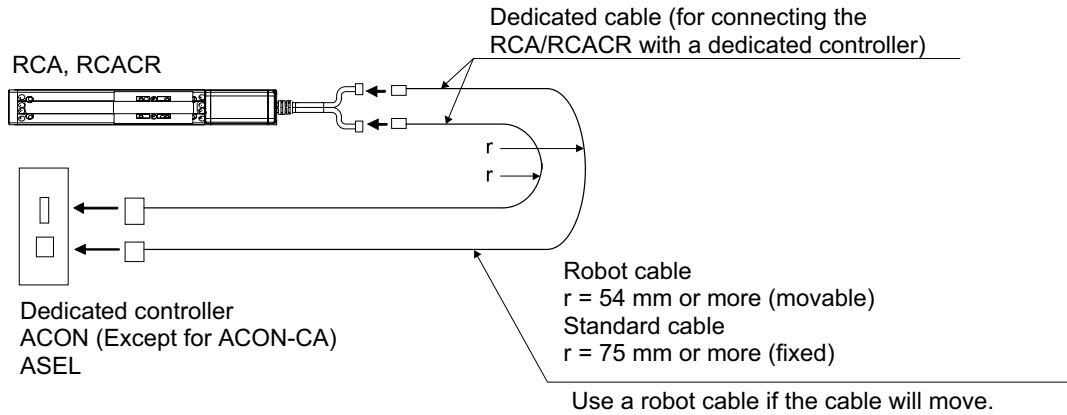 Dedicated cable (for connecting the
RCA/RCACR with a dedicated controller)
RCA, RCACR
r
r
Dedicated controller
ACON (Except for ACON-CA)
ASEL
Robot cable
r = 54 mm or more (movable)
Standard cable
r = 75 mm or more (fixed)
Use a robot cable if the cable will move.